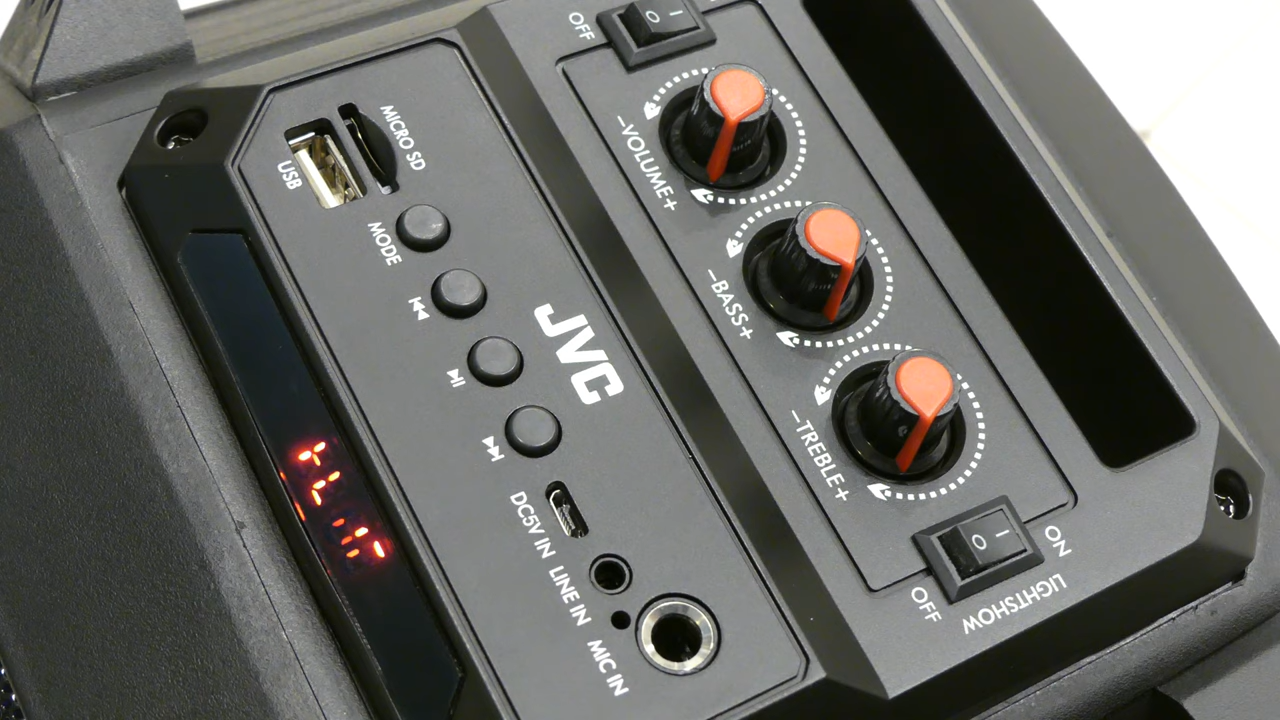 OFF
O I
MICRO SD
USB
–VOLUME+
MODE
–BASS+
JVC
–TREBLE+
DC5V IN
LINE IN
MIC IN
O I
ON
OFF
LIGHTSHOW